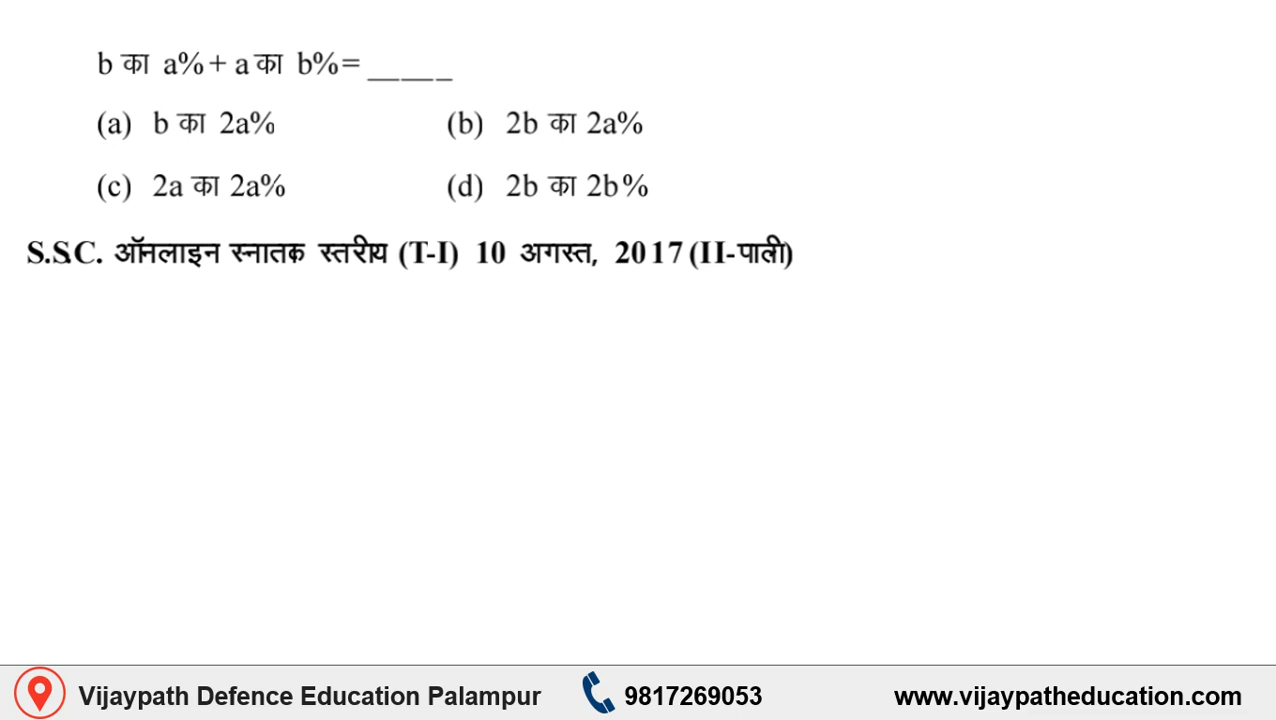 b का a% + a का b% = _____
(a) b का 2a% (b) 2b का 2a%
(c) 2a का 2a% (d) 2b का 2b%
S.S.C. ऑनलाइन स्नातक स्तरीय (T-I) 10 अगस्त, 2017 (II-पाली)
Vijaypath Defence Education Palampur 9817269053 www.vijaypatheducation.com